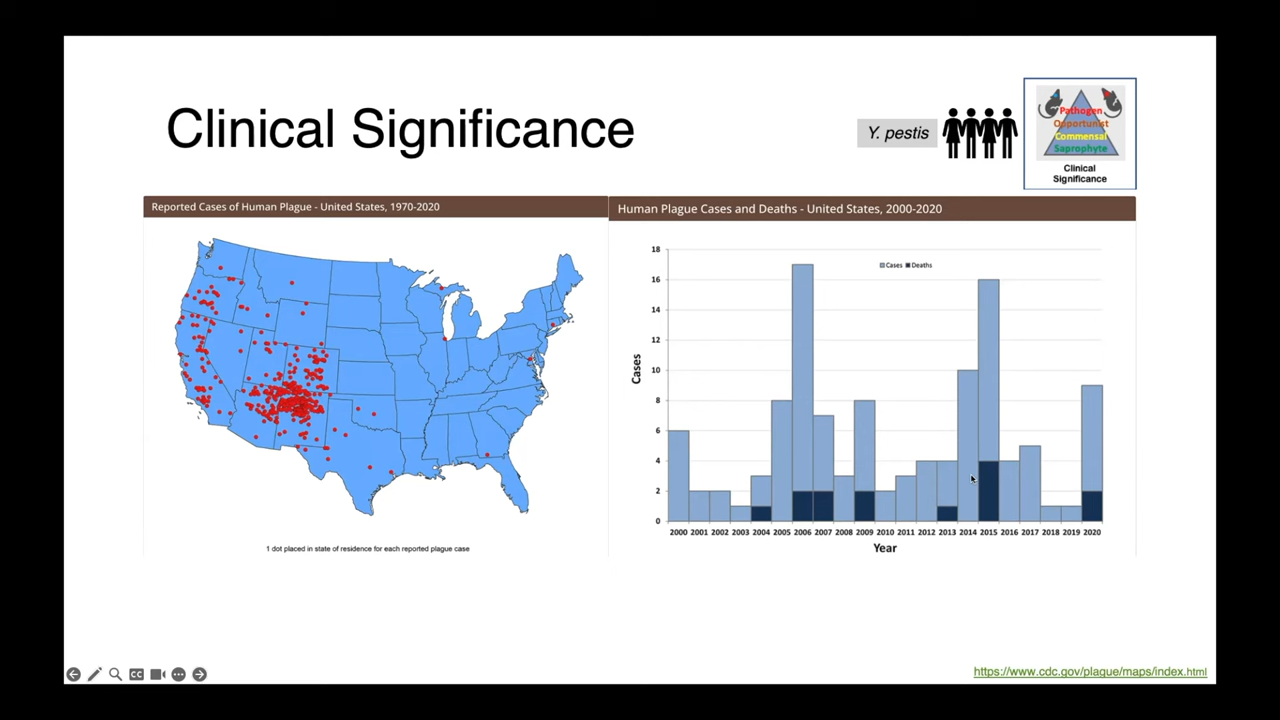 Clinical Significance
Y. pestis
Pathogen
Opportunist
Commensal
Saprophyte
Clinical
Significance
Reported Cases of Human Plague - United States, 1970-2020
1 dot placed in state of residence for each reported plague case
Human Plague Cases and Deaths - United States, 2000-2020
Cases Deaths
Cases
18
16
14
12
10
8
6
4
2
0
2000 2001 2002 2003 2004 2005 2006 2007 2008 2009 2010 2011 2012 2013 2014 2015 2016 2017 2018 2019 2020
Year
CC
https://www.cdc.gov/plague/maps/index.html